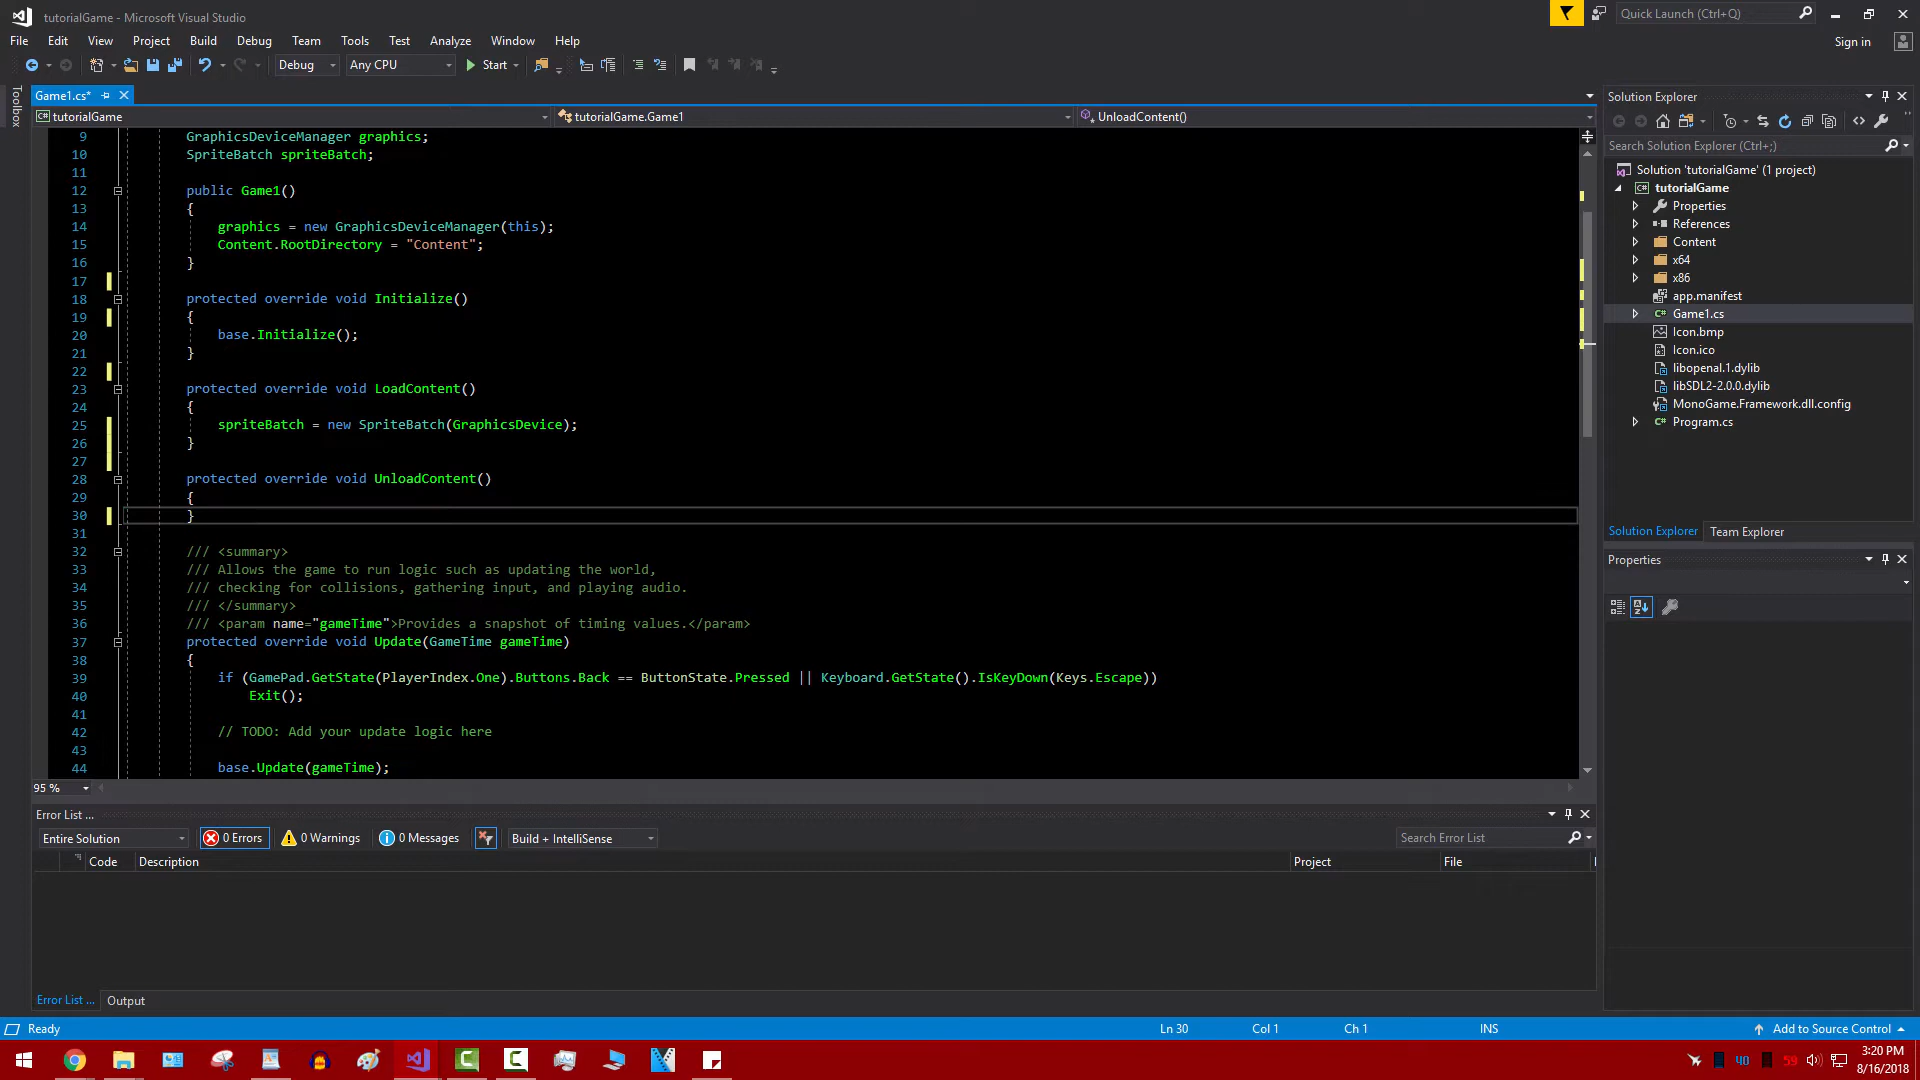 tutorialGame - Microsoft Visual Studio
Quick Launch (Ctrl+Q)
File Edit View Project Build Debug Team Tools Test Analyze Window Help
Sign in
Debug Any CPU Start
Toolbox
Game1.cs*
tutorialGame tutorialGame.Game1 UnloadContent()
9 GraphicsDeviceManager graphics;
10 SpriteBatch spriteBatch;
11
12 public Game1()
13 {
14 graphics = new GraphicsDeviceManager(this);
15 Content.RootDirectory = "Content";
16 }
17
18 protected override void Initialize()
19 {
20 base.Initialize();
21 }
22
23 protected override void LoadContent()
24 {
25 spriteBatch = new SpriteBatch(GraphicsDevice);
26 }
27
28 protected override void UnloadContent()
29 {
30 }
31
32 /// <summary>
33 /// Allows the game to run logic such as updating the world,
34 /// checking for collisions, gathering input, and playing audio.
35 /// </summary>
36 /// <param name="gameTime">Provides a snapshot of timing values.</param>
37 protected override void Update(GameTime gameTime)
38 {
39 if (GamePad.GetState(PlayerIndex.One).Buttons.Back == ButtonState.Pressed || Keyboard.GetState().IsKeyDown(Keys.Escape))
40 Exit();
41
42 // TODO: Add your update logic here
43
44 base.Update(gameTime);
95 %
Error List ...
Entire Solution 0 Errors 0 Warnings 0 Messages Build + IntelliSense Search Error List
Code Description Project File
Error List ... Output
Solution Explorer
Search Solution Explorer (Ctrl+;)
Solution 'tutorialGame' (1 project)
tutorialGame
Properties
References
Content
x64
x86
app.manifest
Game1.cs
Icon.bmp
Icon.ico
libopenal.1.dylib
libSDL2-2.0.0.dylib
MonoGame.Framework.dll.config
Program.cs
Solution Explorer Team Explorer
Properties
Ready Ln 30 Col 1 Ch 1 INS Add to Source Control
40 59 3:20 PM
8/16/2018